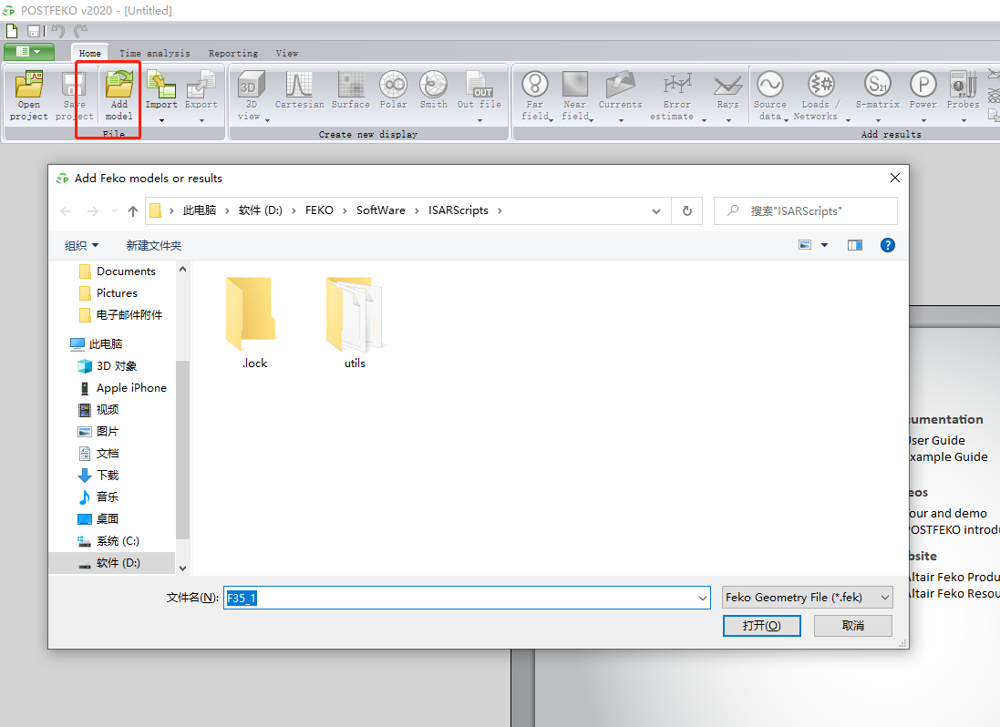 POSTFEKO v2020 - [Untitled]
Home Time analysis Reporting View
Open project
Save project
Add model
Import
Export
3D view
Cartesian
Surface
Polar
Smith
Out file
Far field
Near field
Currents
Error estimate
Rays
Source data
Loads / Networks
S-matrix
Power
Probes
File
Create new display
Add results
Add Feko models or results
此电脑 软件 (D:) FEKO SoftWare ISARScripts
搜索"ISARScripts"
组织 新建文件夹
Documents
Pictures
电子邮件附件
此电脑
3D 对象
Apple iPhone
视频
图片
文档
下载
音乐
桌面
系统 (C:)
软件 (D:)
.lock
utils
文件名(N): F35_1
Feko Geometry File (*.fek)
打开(O)
取消
umentation
User Guide
xample Guide
eos
Tour and demo
POSTFEKO introdu
bsite
Altair Feko Produ
Altair Feko Resou